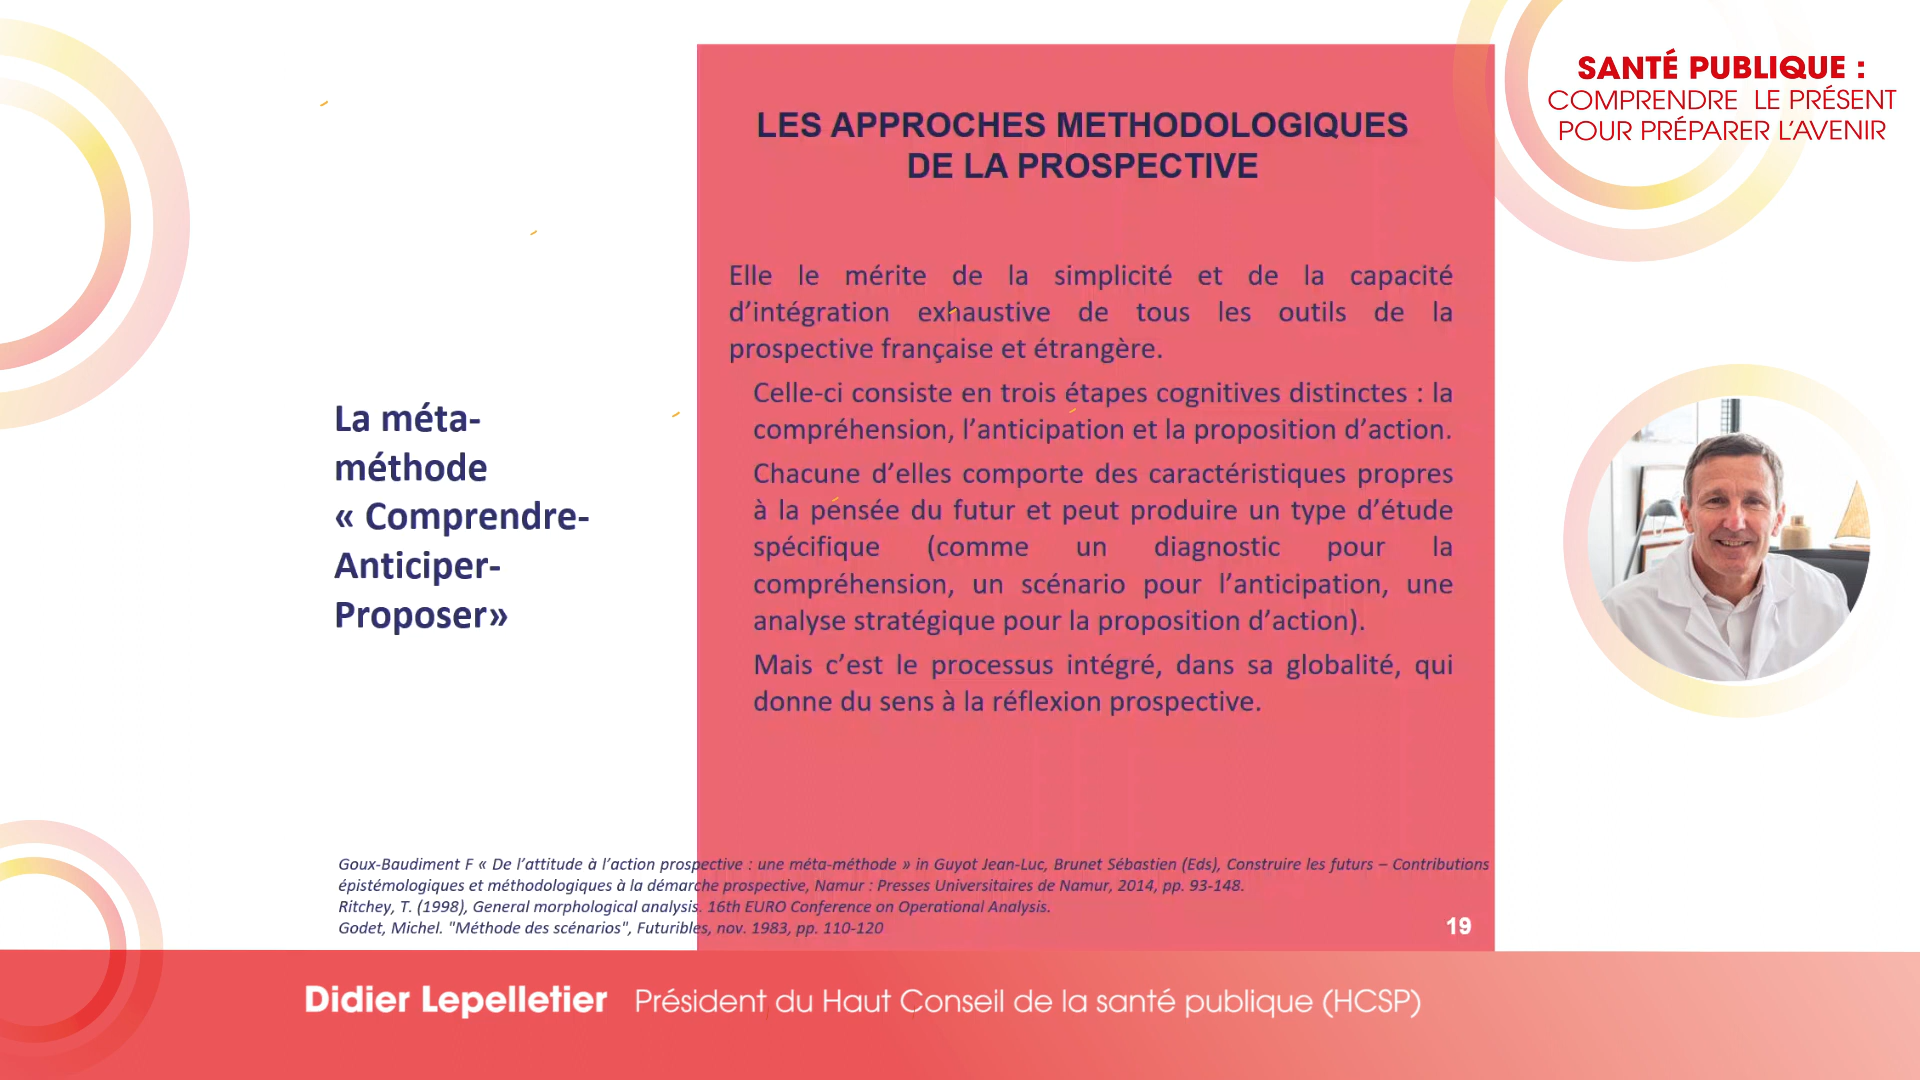 SANTÉ PUBLIQUE :
COMPRENDRE LE PRÉSENT
POUR PRÉPARER L'AVENIR
LES APPROCHES METHODOLOGIQUES
DE LA PROSPECTIVE
La méta-
méthode
« Comprendre-
Anticiper-
Proposer»
Elle le mérite de la simplicité et de la capacité
d’intégration exhaustive de tous les outils de la
prospective française et étrangère.
Celle-ci consiste en trois étapes cognitives distinctes : la
compréhension, l’anticipation et la proposition d’action.
Chacune d’elles comporte des caractéristiques propres
à la pensée du futur et peut produire un type d’étude
spécifique (comme un diagnostic pour la
compréhension, un scénario pour l’anticipation, une
analyse stratégique pour la proposition d’action).
Mais c’est le processus intégré, dans sa globalité, qui
donne du sens à la réflexion prospective.
Goux-Baudiment F « De l’attitude à l’action prospective : une méta-méthode » in Guyot Jean-Luc, Brunet Sébastien (Eds), Construire les futurs – Contributions
épistémologiques et méthodologiques à la démarche prospective, Namur : Presses Universitaires de Namur, 2014, pp. 93-148.
Ritchey, T. (1998), General morphological analysis. 16th EURO Conference on Operational Analysis.
Godet, Michel. "Méthode des scénarios", Futuribles, nov. 1983, pp. 110-120
19
Didier Lepelletier Président du Haut Conseil de la santé publique (HCSP)